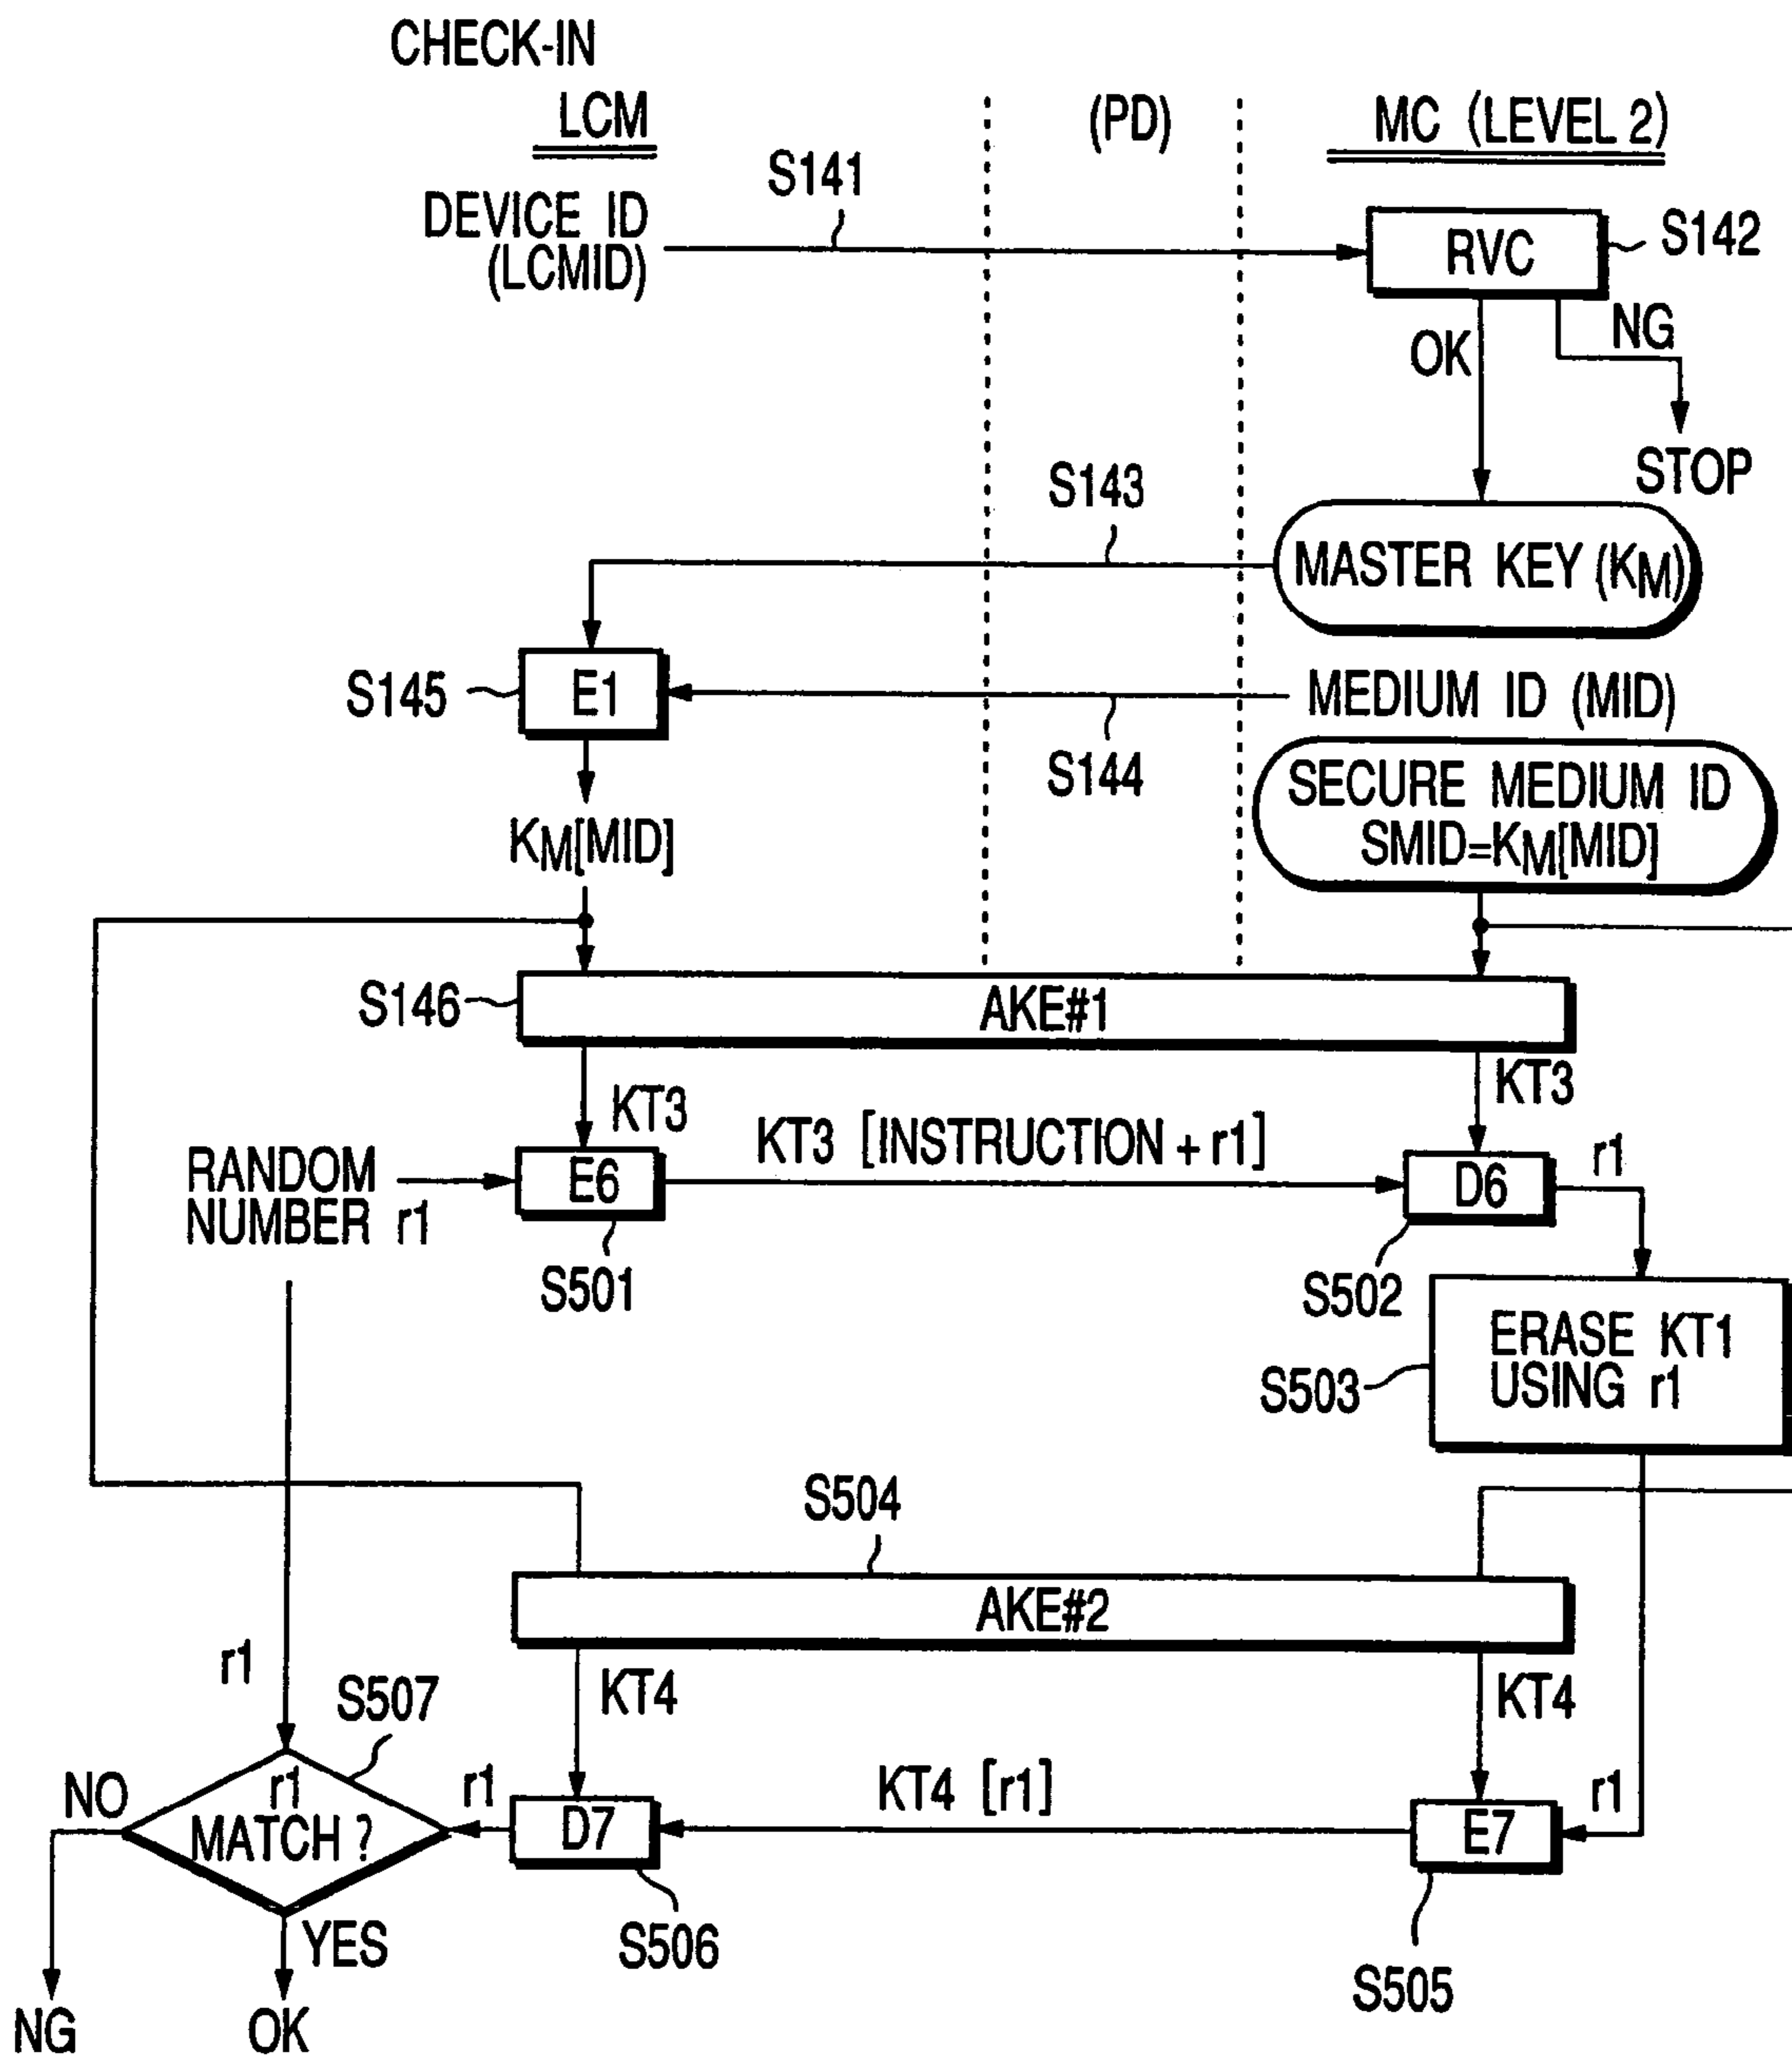 CHECK-IN
LCM
(PD)
MC (LEVEL 2)
S141
DEVICE ID
(LCMID)
RVC
S142
OK
NG
STOP
S143
MASTER KEY (KM)
S145
E1
MEDIUM ID (MID)
S144
SECURE MEDIUM ID
SMID=KM[MID]
KM[MID]
S146
AKE#1
KT3
KT3
KT3 [INSTRUCTION + r1]
RANDOM
NUMBER r1
E6
D6
r1
S501
S502
ERASE KT1
USING r1
S503
S504
AKE#2
r1
S507
KT4
KT4
NO
r1
MATCH ?
r1
D7
KT4 [r1]
E7
r1
YES
S506
S505
NG
OK